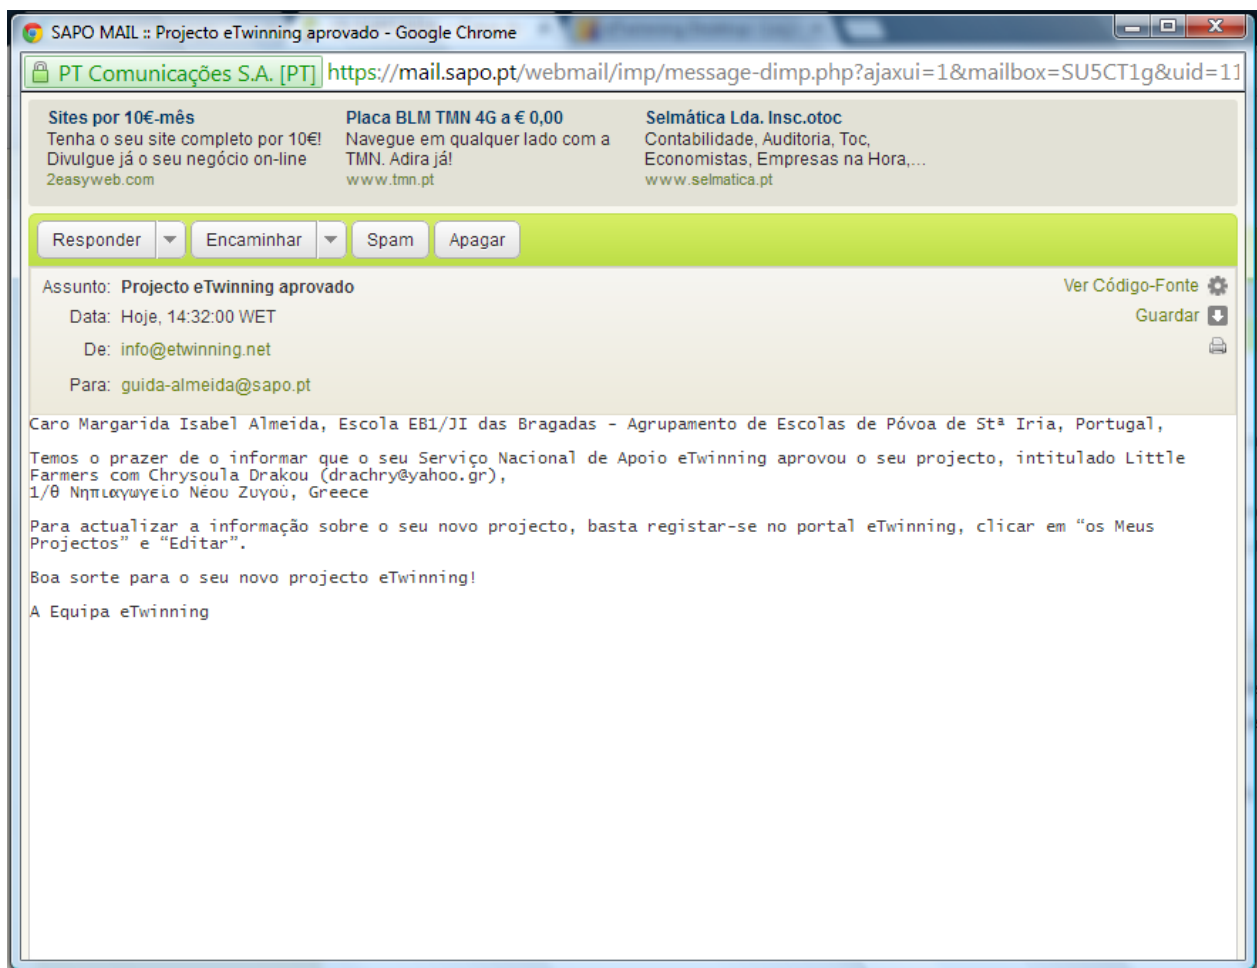 SAPO MAIL :: Projecto eTwinning aprovado - Google Chrome
PT Comunicações S.A. [PT] https://mail.sapo.pt/webmail/imp/message-dimp.php?ajaxui=1&mailbox=SU5CT1g&uid=11
Sites por 10€-mês
Tenha o seu site completo por 10€!
Divulgue já o seu negócio on-line
2easyweb.com
Placa BLM TMN 4G a € 0,00
Navegue em qualquer lado com a
TMN. Adira já!
www.tmn.pt
Selmática Lda. Insc.otoc
Contabilidade, Auditoria, Toc,
Economistas, Empresas na Hora,...
www.selmatica.pt
Responder Encaminhar Spam Apagar
Assunto: Projecto eTwinning aprovado
Ver Código-Fonte
Data: Hoje, 14:32:00 WET
Guardar
De: info@etwinning.net
Para: guida-almeida@sapo.pt
Caro Margarida Isabel Almeida, Escola EB1/JI das Bragadas - Agrupamento de Escolas de Póvoa de Stª Iria, Portugal,
Temos o prazer de o informar que o seu Serviço Nacional de Apoio eTwinning aprovou o seu projecto, intitulado Little
Farmers com Chrysoula Drakou (drachry@yahoo.gr),
1/θ Νηπιαγωγείο Νέου Ζυγού, Greece
Para actualizar a informação sobre o seu novo projecto, basta registar-se no portal eTwinning, clicar em “os Meus
Projectos” e “Editar”.
Boa sorte para o seu novo projecto eTwinning!
A Equipa eTwinning